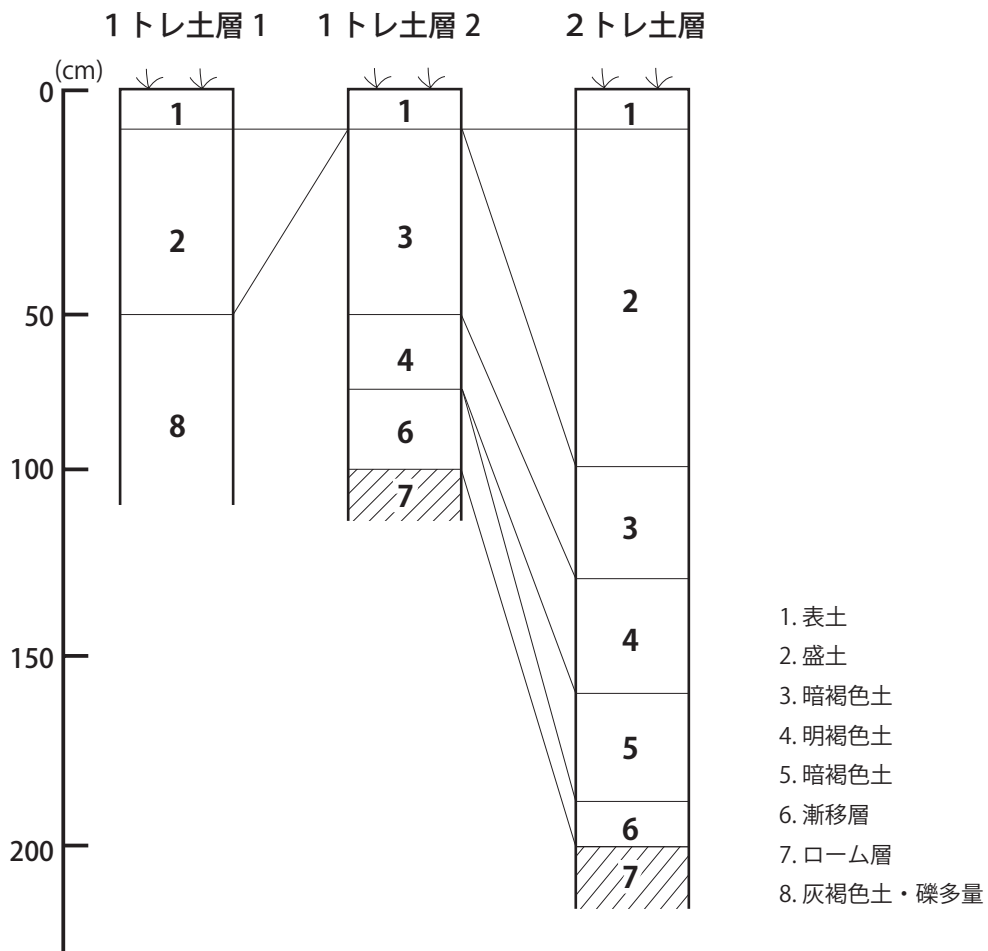 1トレ土層1
1トレ土層2
2トレ土層
(cm)
0
50
100
150
200
1
2
8
1
3
4
6
7
1
2
3
4
5
6
7
1. 表土
2. 盛土
3. 暗褐色土
4. 明褐色土
5. 暗褐色土
6. 漸移層
7. ローム層
8. 灰褐色土・礫多量